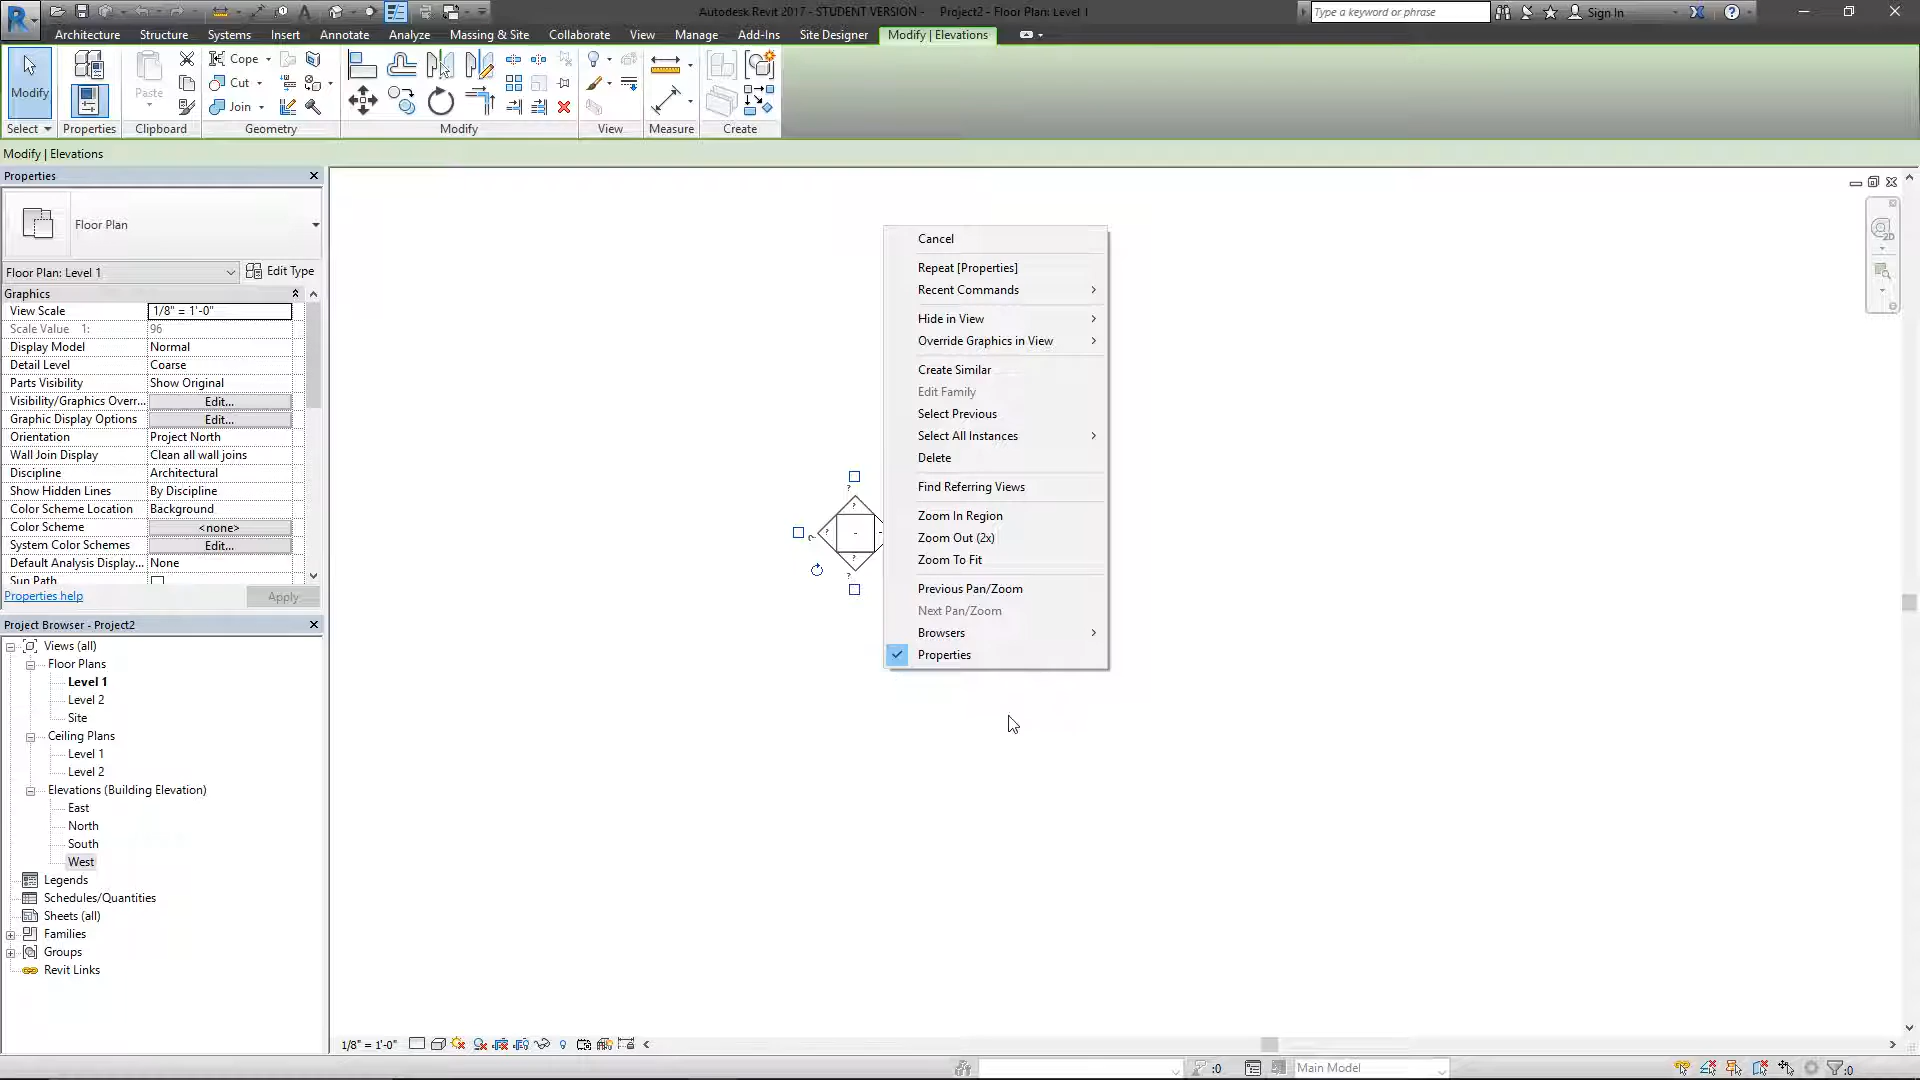 Autodesk Revit 2017 - STUDENT VERSION - Project2 - Floor Plan: Level 1
Type a keyword or phrase
Sign In
Architecture Structure Systems Insert Annotate Analyze Massing & Site Collaborate View Manage Add-Ins Site Designer Modify | Elevations
Modify
Paste
Cope
Cut
Join
Select Properties Clipboard Geometry Modify View Measure Create
Modify | Elevations
Properties
Floor Plan
Floor Plan: Level 1
Edit Type
Graphics
View Scale 1/8" = 1'-0"
Scale Value 1: 96
Display Model Normal
Detail Level Coarse
Parts Visibility Show Original
Visibility/Graphics Overr... Edit...
Graphic Display Options Edit...
Orientation Project North
Wall Join Display Clean all wall joins
Discipline Architectural
Show Hidden Lines By Discipline
Color Scheme Location Background
Color Scheme <none>
System Color Schemes Edit...
Default Analysis Display... None
Sun Path
Properties help
Apply
Project Browser - Project2
Views (all)
Floor Plans
Level 1
Level 2
Site
Ceiling Plans
Level 1
Level 2
Elevations (Building Elevation)
East
North
South
West
Legends
Schedules/Quantities
Sheets (all)
Families
Groups
Revit Links
Cancel
Repeat [Properties]
Recent Commands
Hide in View
Override Graphics in View
Create Similar
Edit Family
Select Previous
Select All Instances
Delete
Find Referring Views
Zoom In Region
Zoom Out (2x)
Zoom To Fit
Previous Pan/Zoom
Next Pan/Zoom
Browsers
Properties
?
?
? ?
-
?
?
2D
1/8" = 1'-0"
:0
Main Model
:0